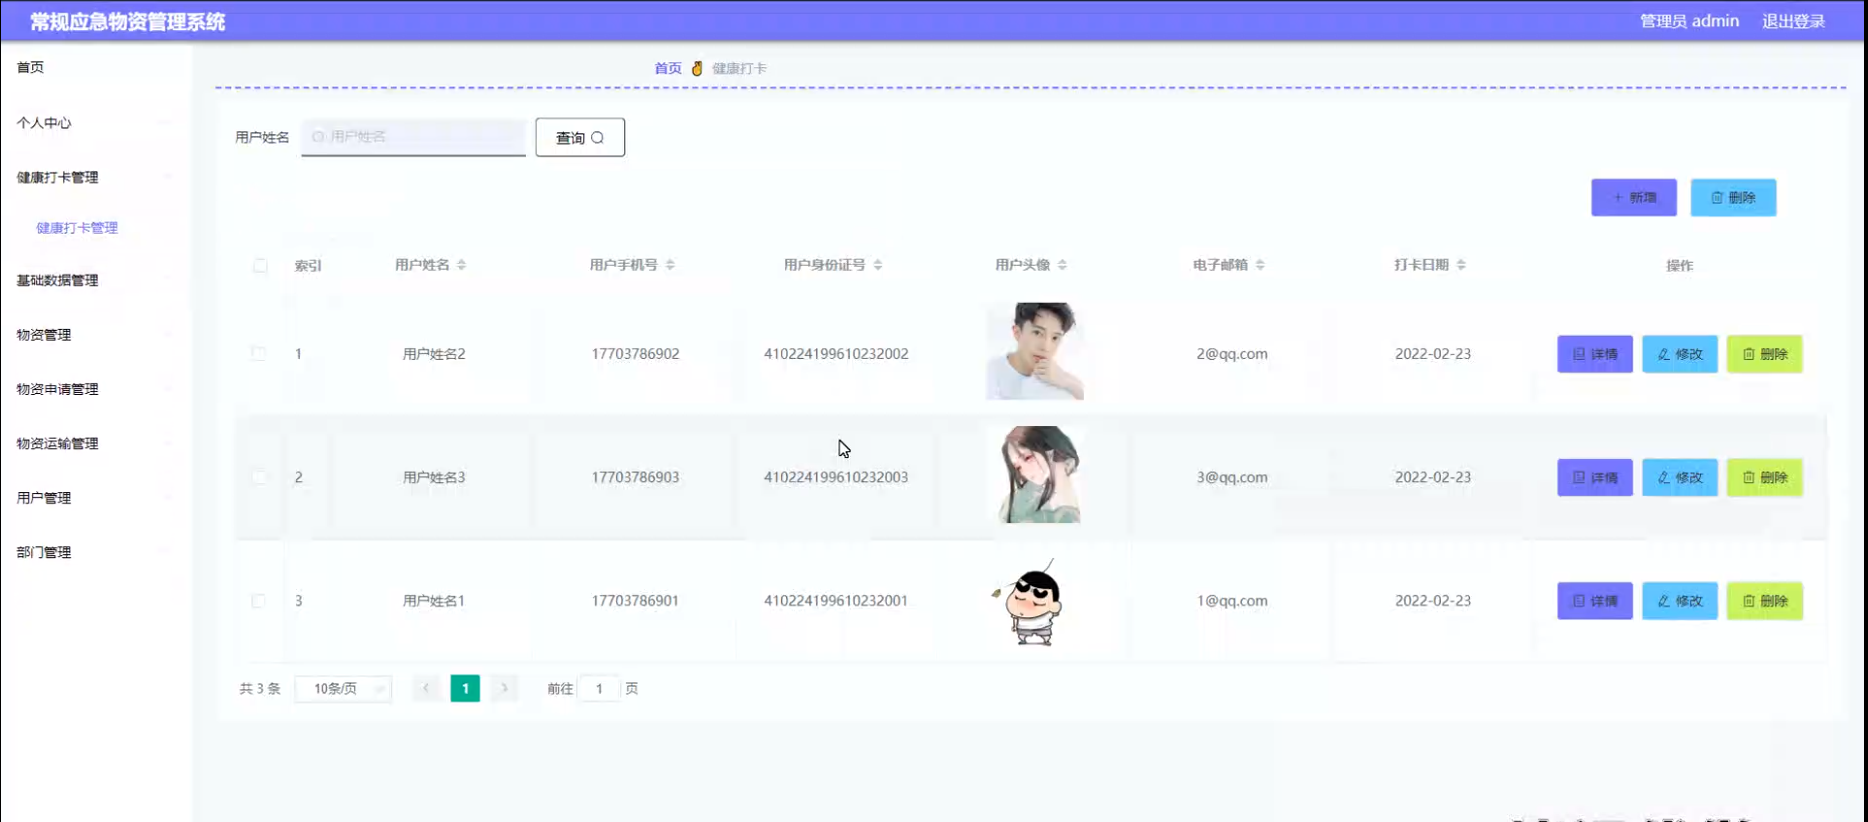 常规应急物资管理系统 管理员 admin 退出登录
首页
个人中心
健康打卡管理
健康打卡管理
基础数据管理
物资管理
物资申请管理
物资运输管理
用户管理
部门管理
首页 健康打卡
用户姓名 用户姓名 查询
+ 新增 删除
索引 用户姓名 用户手机号 用户身份证号 用户头像 电子邮箱 打卡日期 操作
1 用户姓名2 17703786902 410224199610232002 2@qq.com 2022-02-23 详情 修改 删除
2 用户姓名3 17703786903 410224199610232003 3@qq.com 2022-02-23 详情 修改 删除
3 用户姓名1 17703786901 410224199610232001 1@qq.com 2022-02-23 详情 修改 删除
共 3 条 10条/页 1 前往 1 页